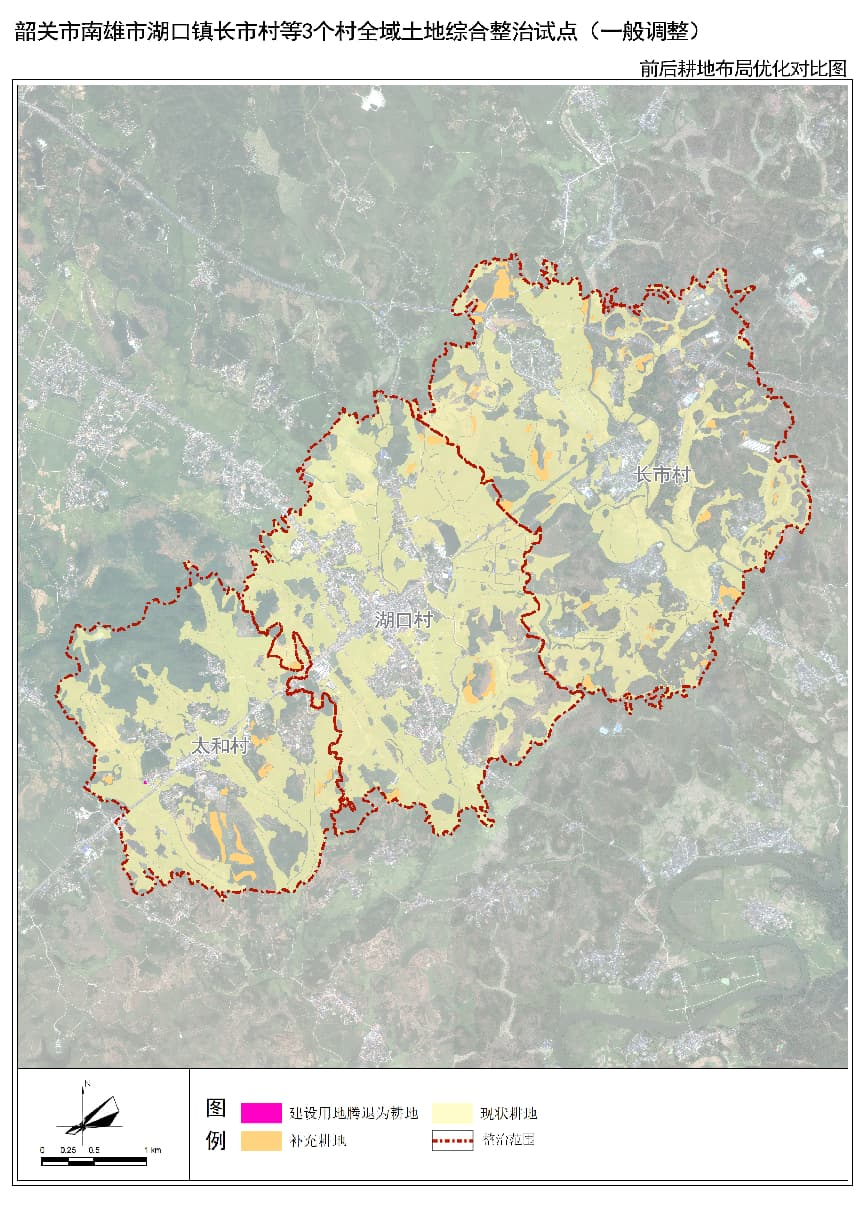 韶关市南雄市湖口镇长市村等3个村全域土地综合整治试点（一般调整）
前后耕地布局优化对比图
长市村
湖口村
太和村
N
0 0.25 0.5 1 km
图例
建设用地腾退为耕地
现状耕地
补充耕地
整治范围